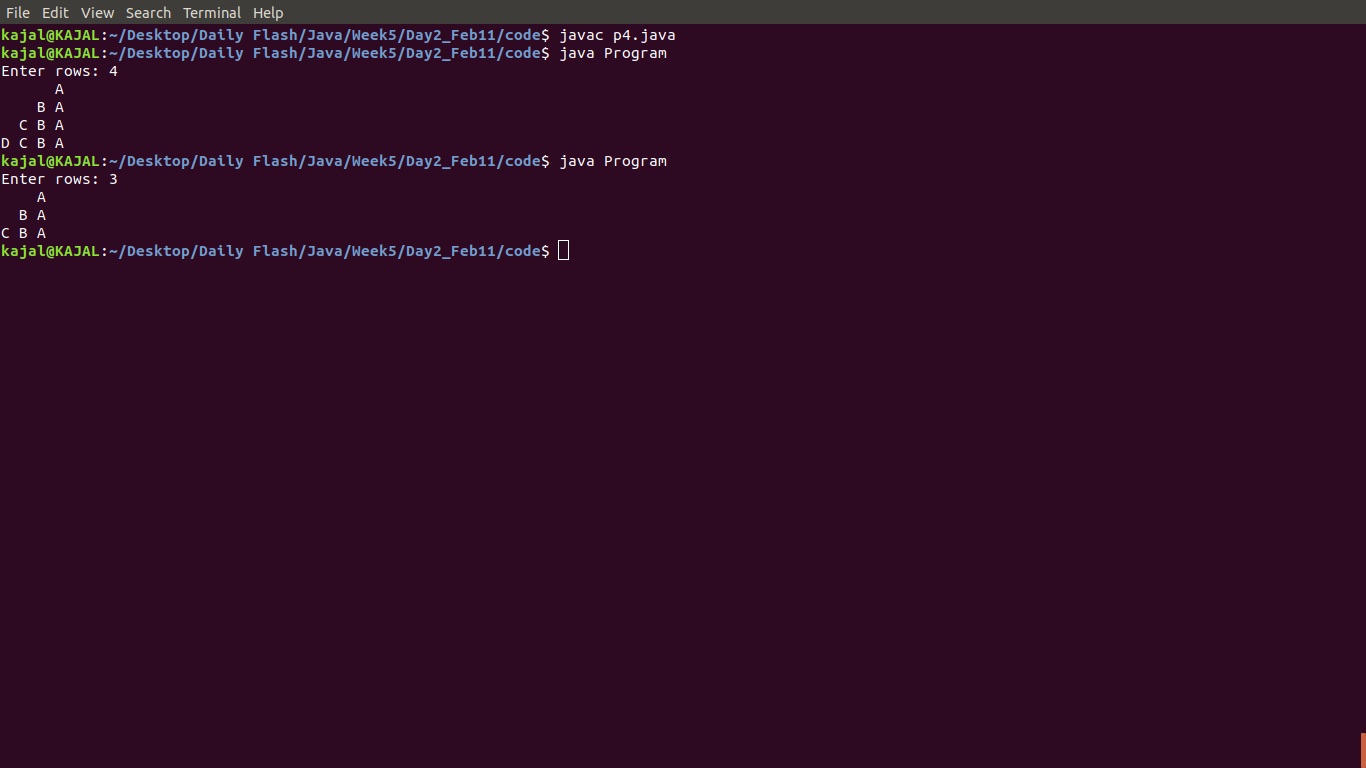 File Edit View Search Terminal Help
kajal@KAJAL:~/Desktop/Daily Flash/Java/Week5/Day2_Feb11/code$ javac p4.java
kajal@KAJAL:~/Desktop/Daily Flash/Java/Week5/Day2_Feb11/code$ java Program
Enter rows: 4
      A
    B A
  C B A
D C B A
kajal@KAJAL:~/Desktop/Daily Flash/Java/Week5/Day2_Feb11/code$ java Program
Enter rows: 3
    A
  B A
C B A
kajal@KAJAL:~/Desktop/Daily Flash/Java/Week5/Day2_Feb11/code$